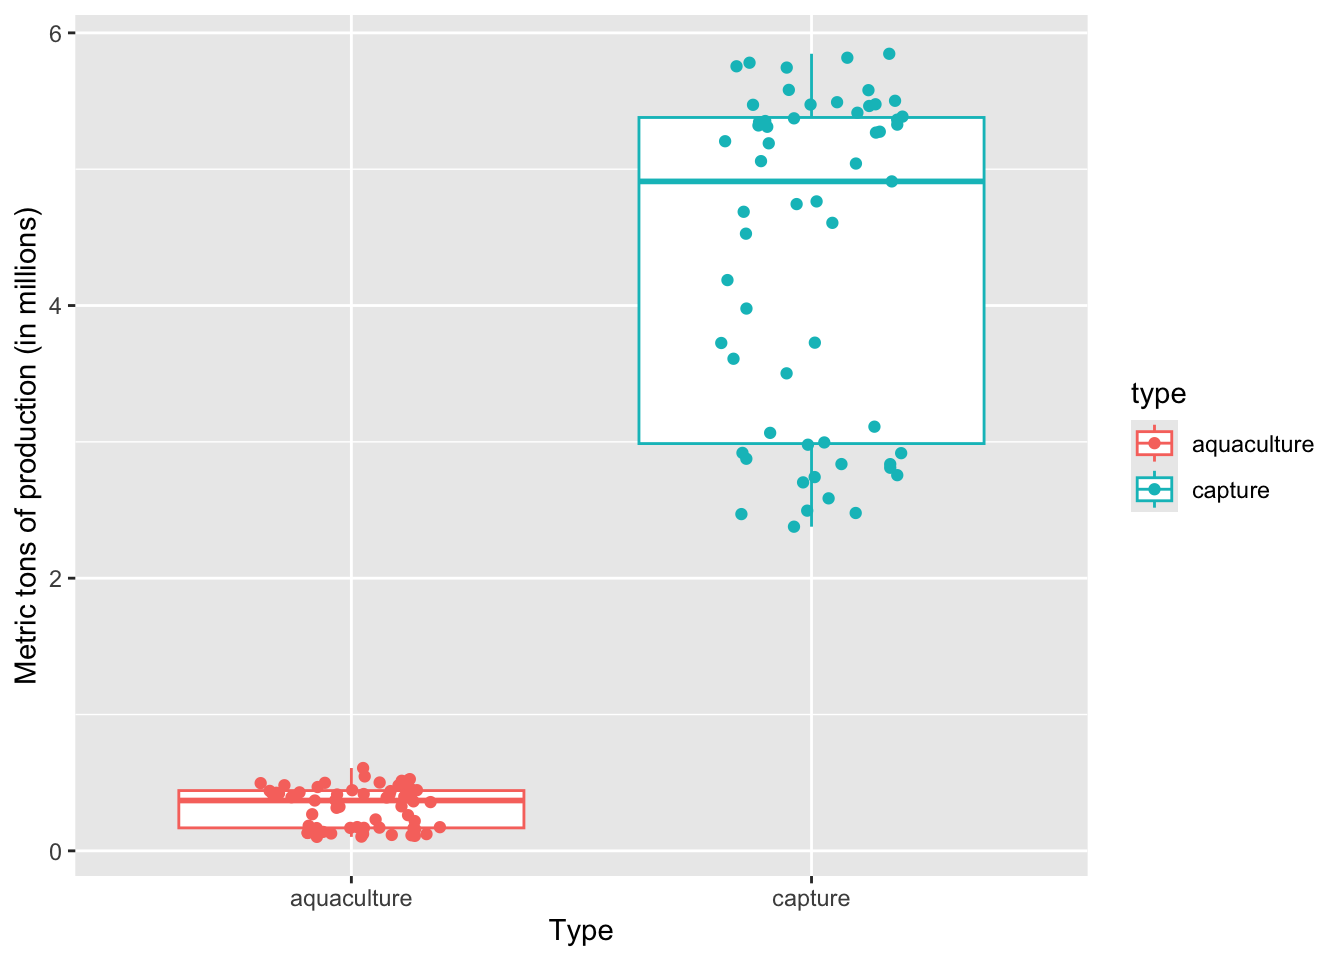 Metric tons of production (in millions)
6
4
2
0
aquaculture
capture
Type
type
aquaculture
capture